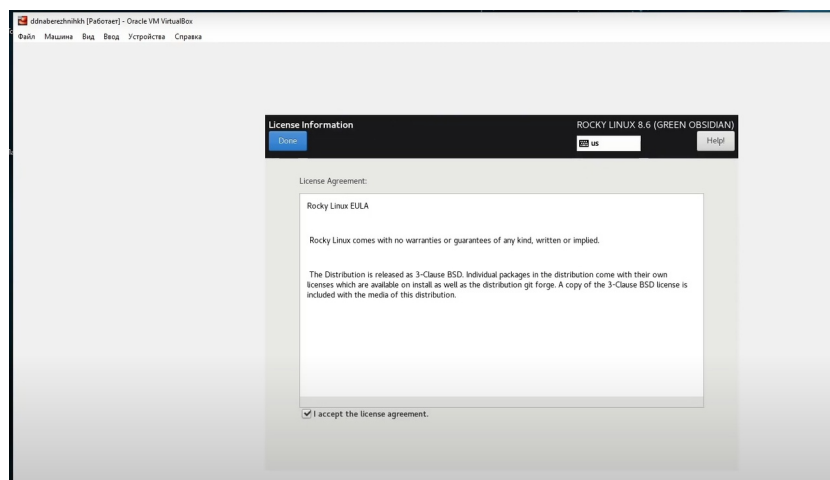 ddnaberezhnihkh [Работает] - Oracle VM VirtualBox
Файл Машина Вид Ввод Устройства Справка
License Information
ROCKY LINUX 8.6 (GREEN OBSIDIAN)
Done
us
Help!
License Agreement:
Rocky Linux EULA
Rocky Linux comes with no warranties or guarantees of any kind, written or implied.
The Distribution is released as 3-Clause BSD. Individual packages in the distribution come with their own
licenses which are available on install as well as the distribution git forge. A copy of the 3-Clause BSD license is
included with the media of this distribution.
I accept the license agreement.